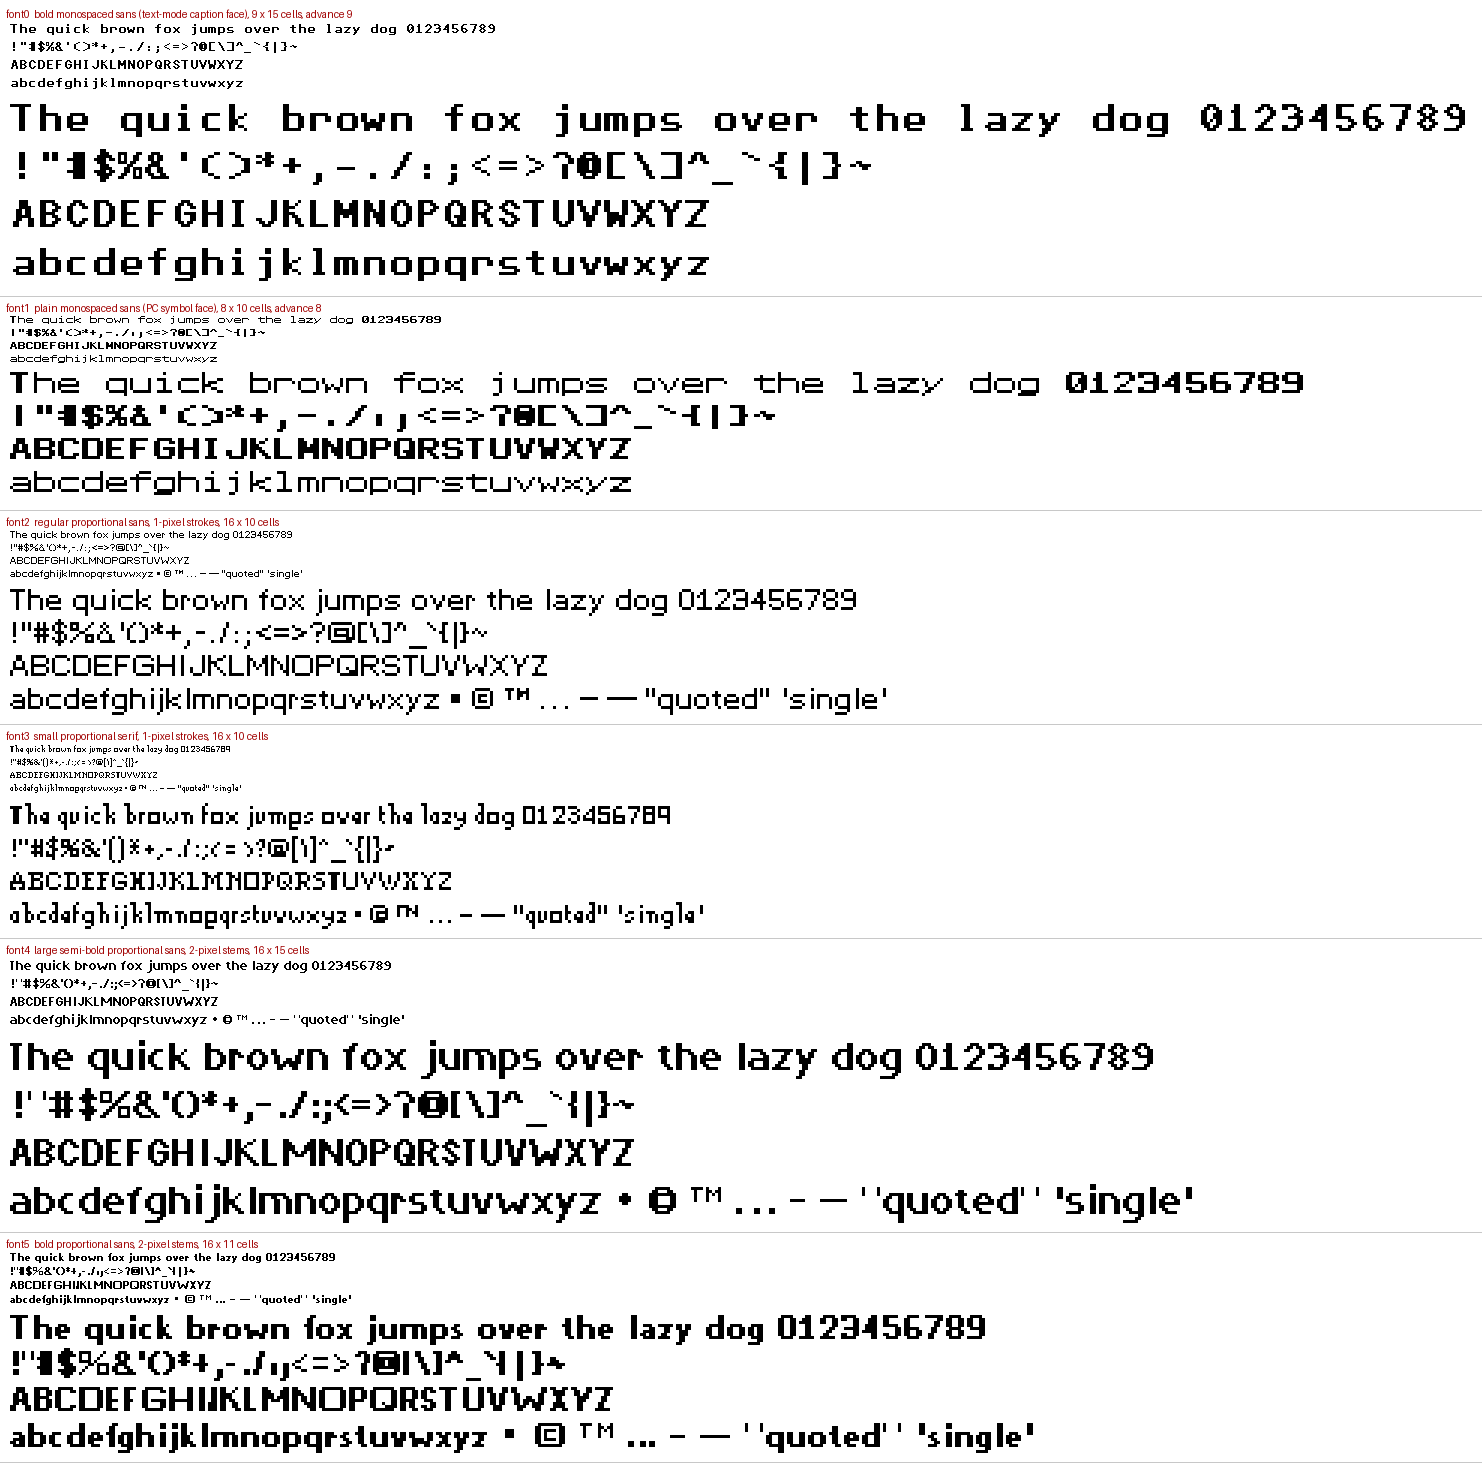 font0 bold monospaced sans (text-mode caption face), 9 x 15 cells, advance 9
The quick brown fox jumps over the lazy dog 0123456789
!"#$%&'()*+,-./:;<=>?@[\]^_`{|}~
ABCDEFGHIJKLMNOPQRSTUVWXYZ
abcdefghijklmnopqrstuvwxyz
The quick brown fox jumps over the lazy dog 0123456789
!"#$%&'()*+,-./:;<=>?@[\]^_`{|}~
ABCDEFGHIJKLMNOPQRSTUVWXYZ
abcdefghijklmnopqrstuvwxyz
font1 plain monospaced sans (PC symbol face), 8 x 10 cells, advance 8
The quick brown fox jumps over the lazy dog 0123456789
!"#$%&'()*+,-./:;<=>?@[\]^_`{|}~
ABCDEFGHIJKLMNOPQRSTUVWXYZ
abcdefghijklmnopqrstuvwxyz
The quick brown fox jumps over the lazy dog 0123456789
!"#$%&'()*+,-./:;<=>?@[\]^_`{|}~
ABCDEFGHIJKLMNOPQRSTUVWXYZ
abcdefghijklmnopqrstuvwxyz
font2 regular proportional sans, 1-pixel strokes, 16 x 10 cells
The quick brown fox jumps over the lazy dog 0123456789
!"#$%&'()*+,-./:;<=>?@[\]^_`{|}~
ABCDEFGHIJKLMNOPQRSTUVWXYZ
abcdefghijklmnopqrstuvwxyz • © ™ ... – — "quoted" 'single'
The quick brown fox jumps over the lazy dog 0123456789
!"#$%&'()*+,-./:;<=>?@[\]^_`{|}~
ABCDEFGHIJKLMNOPQRSTUVWXYZ
abcdefghijklmnopqrstuvwxyz • © ™ ... – — "quoted" 'single'
font3 small proportional serif, 1-pixel strokes, 16 x 10 cells
The quick brown fox jumps over the lazy dog 0123456789
!"#$%&'()*+,-./:;<=>?@[\]^_`{|}~
ABCDEFGHIJKLMNOPQRSTUVWXYZ
abcdefghijklmnopqrstuvwxyz • © ™ ... – — "quoted" 'single'
The quick brown fox jumps over the lazy dog 0123456789
!"#$%&'()*+,-./:;<=>?@[\]^_`{|}~
ABCDEFGHIJKLMNOPQRSTUVWXYZ
abcdefghijklmnopqrstuvwxyz • © ™ ... – — "quoted" 'single'
font4 large semi-bold proportional sans, 2-pixel stems, 16 x 15 cells
The quick brown fox jumps over the lazy dog 0123456789
!"#$%&'()*+,-./:;<=>?@[\]^_`{|}~
ABCDEFGHIJKLMNOPQRSTUVWXYZ
abcdefghijklmnopqrstuvwxyz • © ™ ... – — "quoted" 'single'
The quick brown fox jumps over the lazy dog 0123456789
!"#$%&'()*+,-./:;<=>?@[\]^_`{|}~
ABCDEFGHIJKLMNOPQRSTUVWXYZ
abcdefghijklmnopqrstuvwxyz • © ™ ... – — "quoted" 'single'
font5 bold proportional sans, 2-pixel stems, 16 x 11 cells
The quick brown fox jumps over the lazy dog 0123456789
!"#$%&'()*+,-./:;<=>?@[\]^_`{|}~
ABCDEFGHIJKLMNOPQRSTUVWXYZ
abcdefghijklmnopqrstuvwxyz • © ™ ... – — "quoted" 'single'
The quick brown fox jumps over the lazy dog 0123456789
!"#$%&'()*+,-./:;<=>?@[\]^_`{|}~
ABCDEFGHIJKLMNOPQRSTUVWXYZ
abcdefghijklmnopqrstuvwxyz • © ™ ... – — "quoted" 'single'